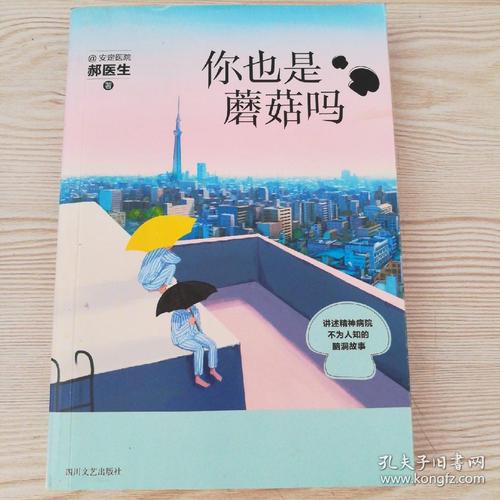 @安定医院
郝医生
著
你也是
蘑菇吗
讲述精神病院
不为人知的
脑洞故事
四川文艺出版社
孔夫子旧书网
www.kongfz.com